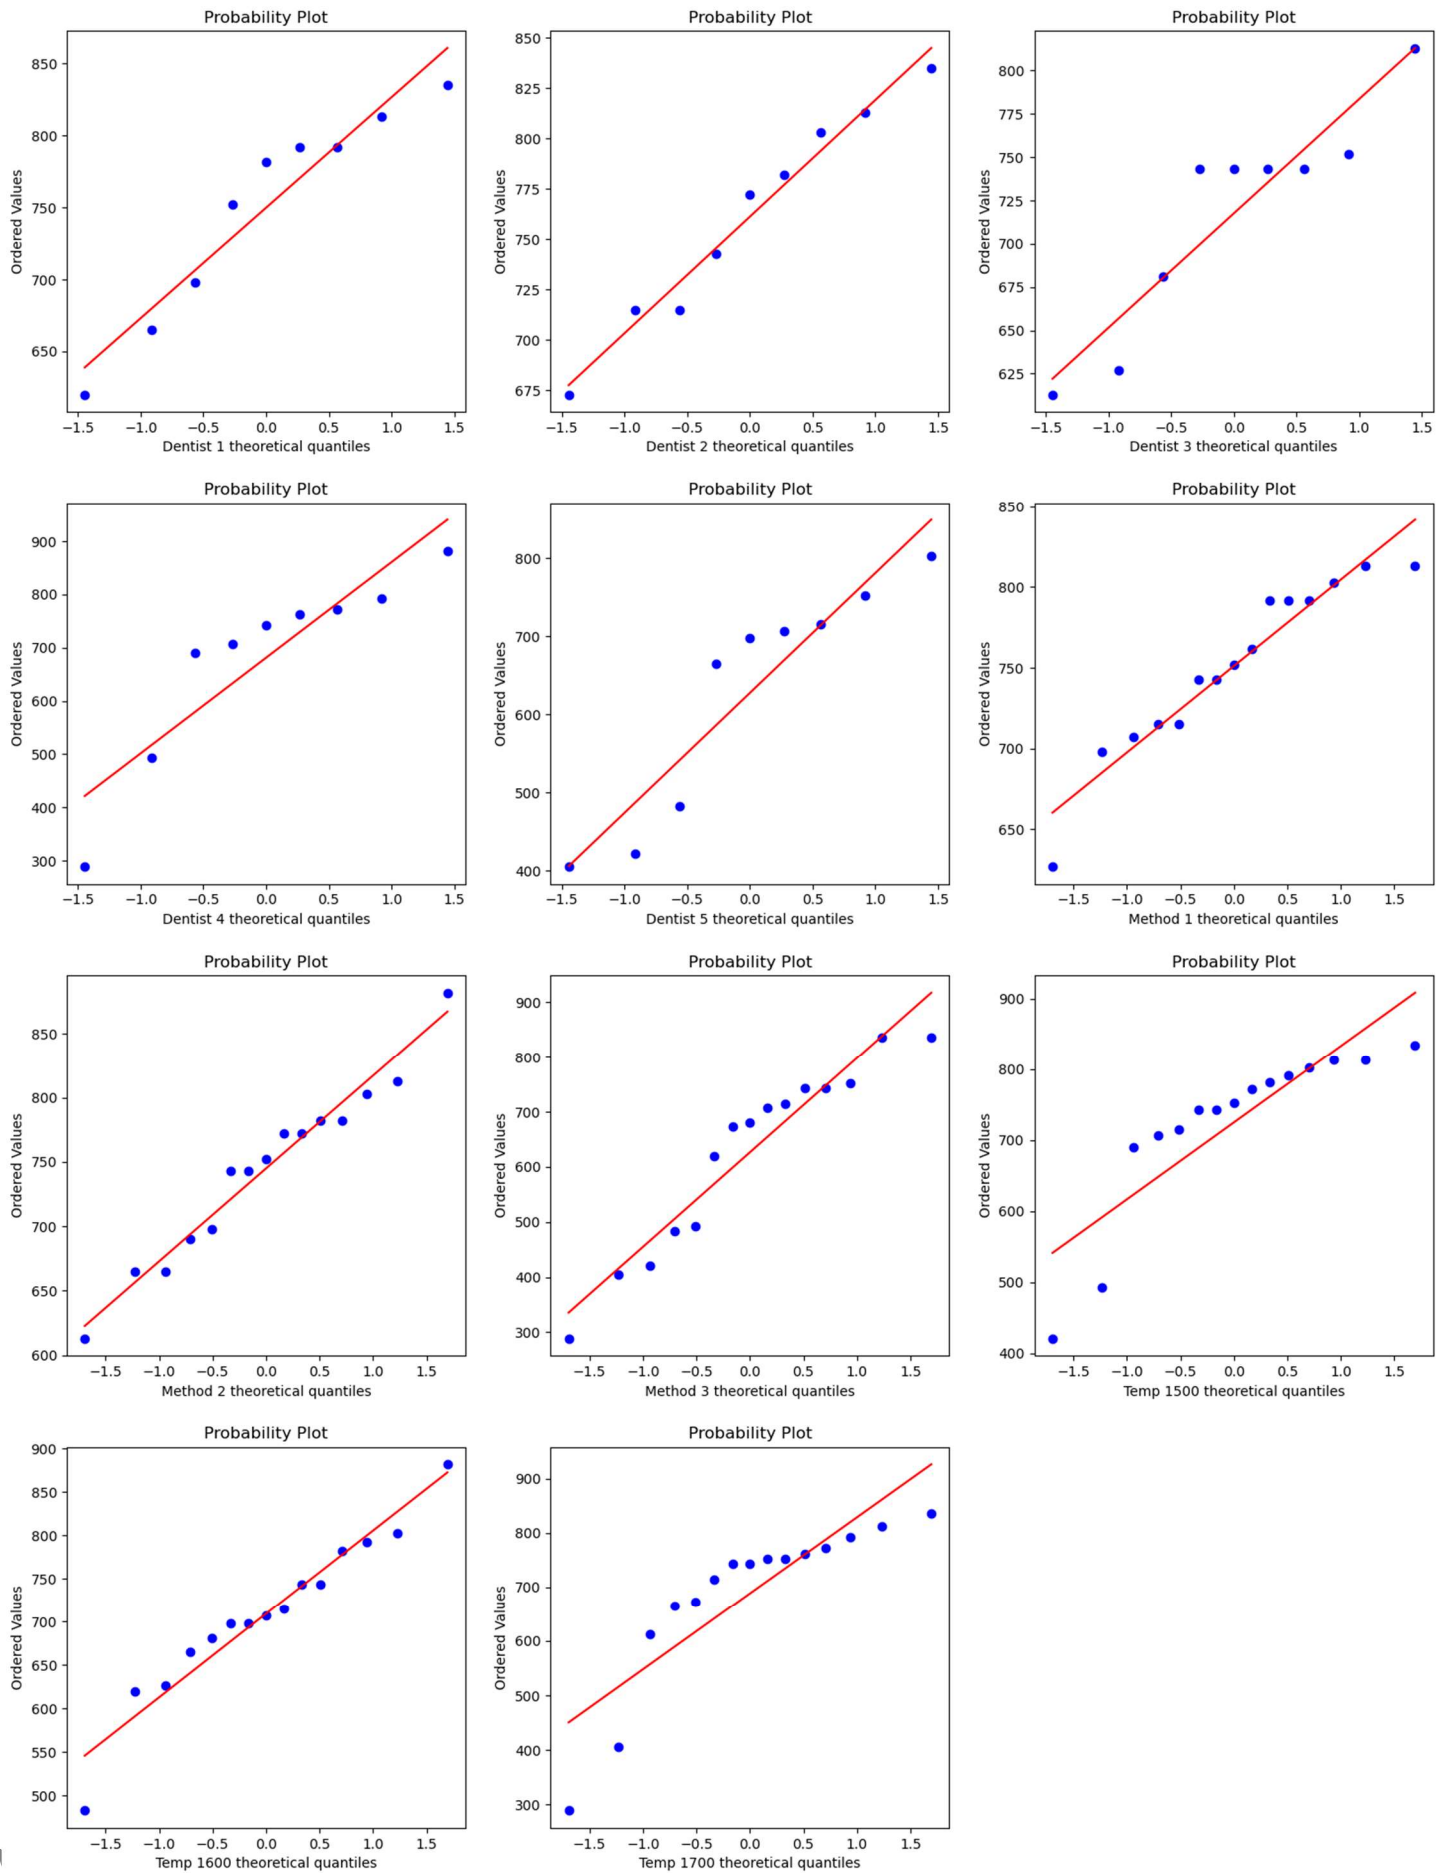 Probability Plot
850
800
750
700
650
Ordered Values
−1.5 −1.0 −0.5 0.0 0.5 1.0 1.5
Dentist 1 theoretical quantiles
Probability Plot
850
825
800
775
750
725
700
675
Ordered Values
−1.5 −1.0 −0.5 0.0 0.5 1.0 1.5
Dentist 2 theoretical quantiles
Probability Plot
800
775
750
725
700
675
650
625
Ordered Values
−1.5 −1.0 −0.5 0.0 0.5 1.0 1.5
Dentist 3 theoretical quantiles
Probability Plot
900
800
700
600
500
400
300
Ordered Values
−1.5 −1.0 −0.5 0.0 0.5 1.0 1.5
Dentist 4 theoretical quantiles
Probability Plot
800
700
600
500
400
Ordered Values
−1.5 −1.0 −0.5 0.0 0.5 1.0 1.5
Dentist 5 theoretical quantiles
Probability Plot
850
800
750
700
650
Ordered Values
−1.5 −1.0 −0.5 0.0 0.5 1.0 1.5
Method 1 theoretical quantiles
Probability Plot
850
800
750
700
650
600
Ordered Values
−1.5 −1.0 −0.5 0.0 0.5 1.0 1.5
Method 2 theoretical quantiles
Probability Plot
900
800
700
600
500
400
300
Ordered Values
−1.5 −1.0 −0.5 0.0 0.5 1.0 1.5
Method 3 theoretical quantiles
Probability Plot
900
800
700
600
500
400
Ordered Values
−1.5 −1.0 −0.5 0.0 0.5 1.0 1.5
Temp 1500 theoretical quantiles
Probability Plot
900
850
800
750
700
650
600
550
500
Ordered Values
−1.5 −1.0 −0.5 0.0 0.5 1.0 1.5
Temp 1600 theoretical quantiles
Probability Plot
900
800
700
600
500
400
300
Ordered Values
−1.5 −1.0 −0.5 0.0 0.5 1.0 1.5
Temp 1700 theoretical quantiles